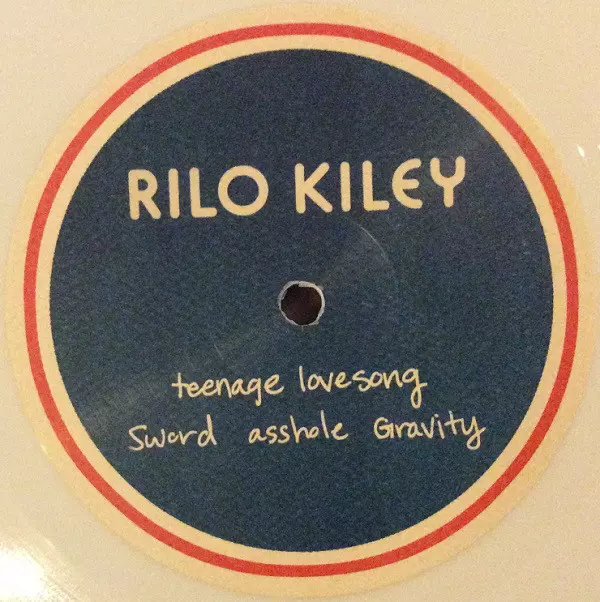 RILO KILEY
teenage lovesong
Sword asshole Gravity